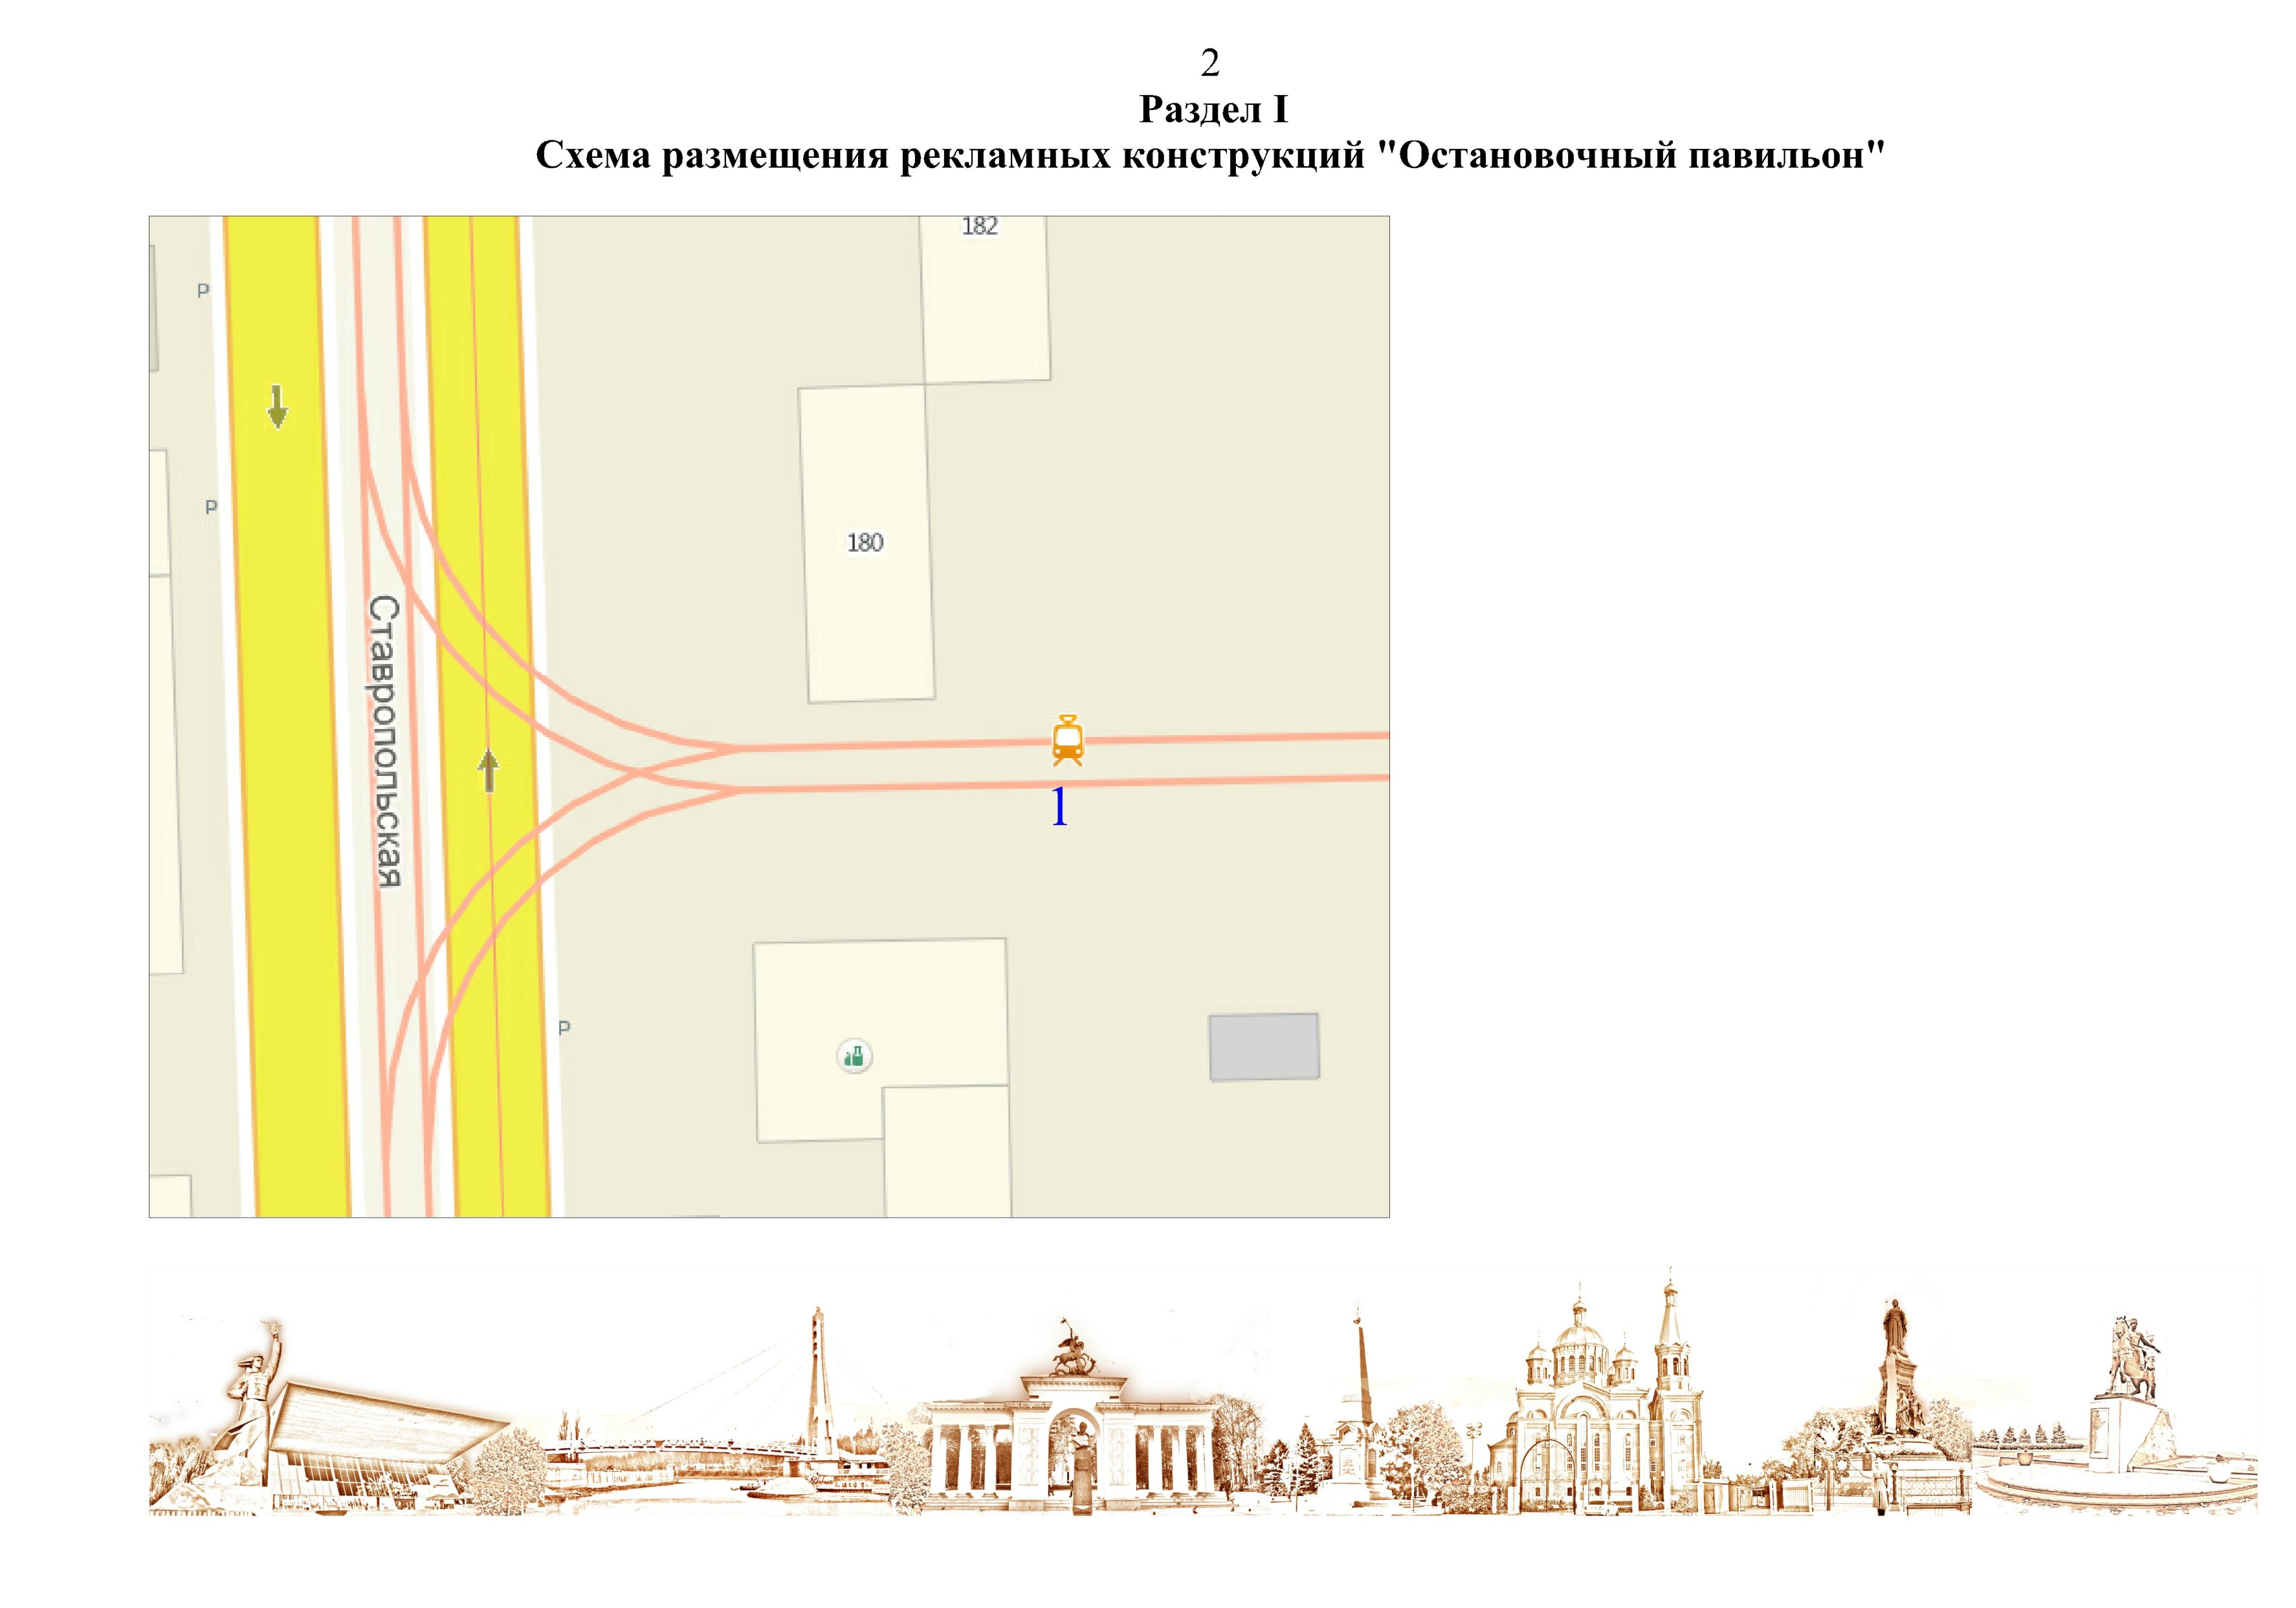 2
Раздел I
Схема размещения рекламных конструкций "Остановочный павильон"
182
P
P
180
Ставропольская
1
P